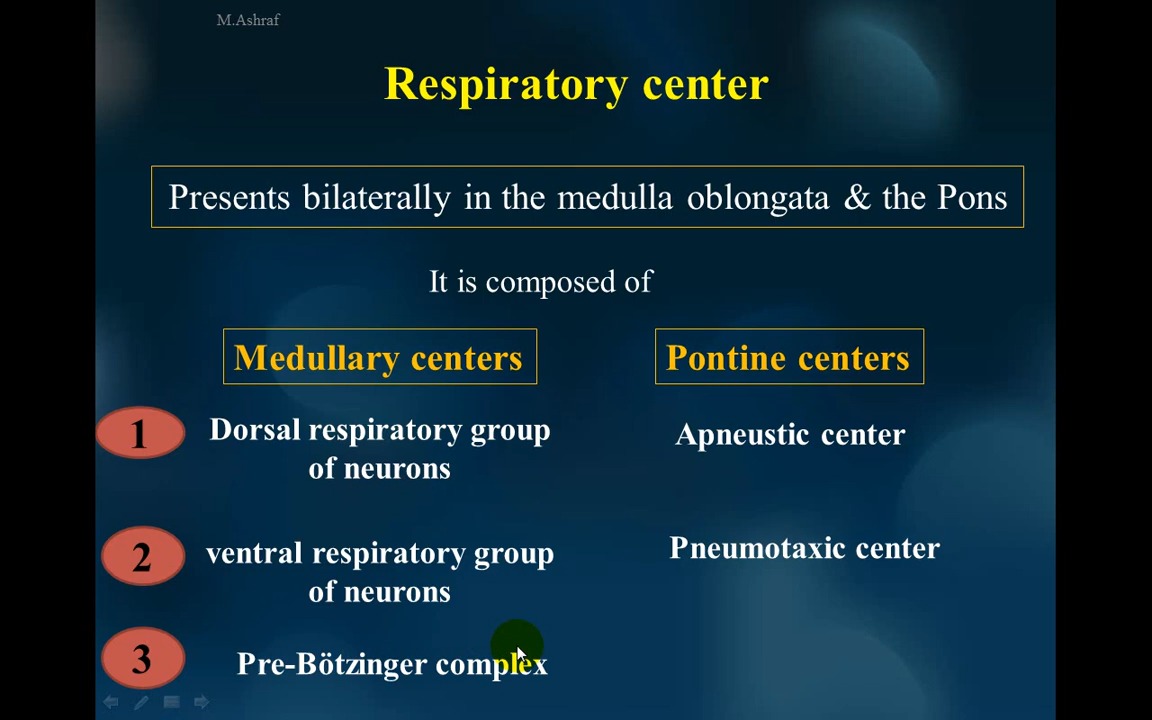 M.Ashraf
Respiratory center
Presents bilaterally in the medulla oblongata & the Pons
It is composed of
Medullary centers
Pontine centers
1
Dorsal respiratory group
of neurons
Apneustic center
2
ventral respiratory group
of neurons
Pneumotaxic center
3
Pre-Bötzinger complex